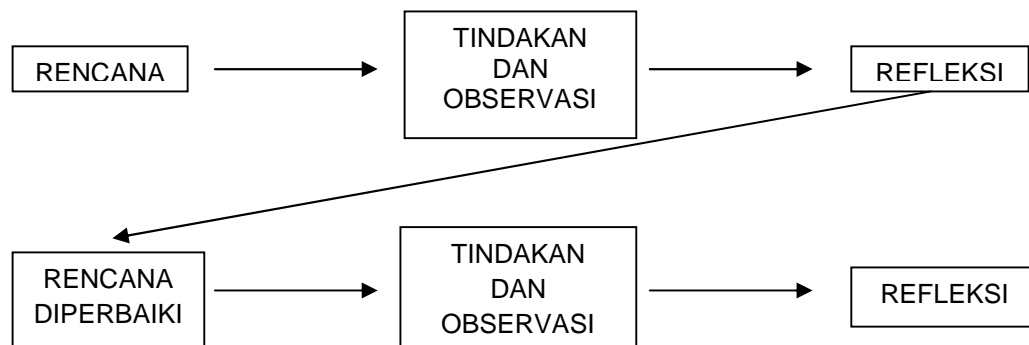 RENCANA
TINDAKAN
DAN
OBSERVASI
REFLEKSI
RENCANA
DIPERBAIKI
TINDAKAN
DAN
OBSERVASI
REFLEKSI